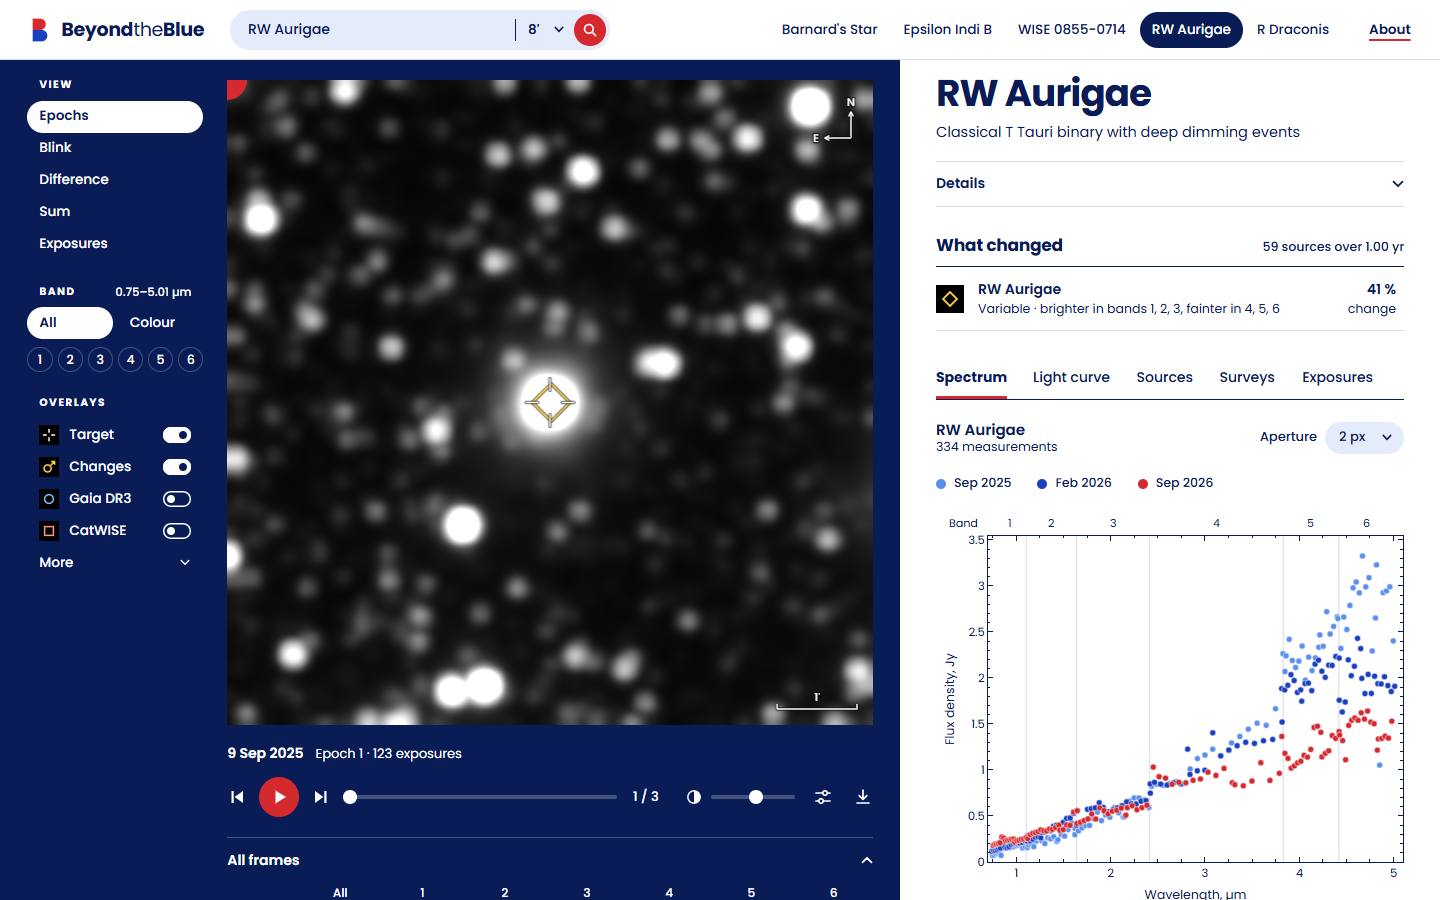 BeyondtheBlue
RW Aurigae
8'
Barnard's Star
Epsilon Indi B
WISE 0855-0714
RW Aurigae
R Draconis
About
VIEW
Epochs
Blink
Difference
Sum
Exposures
BAND
0.75–5.01 µm
All
Colour
1 2 3 4 5 6
OVERLAYS
Target
Changes
Gaia DR3
CatWISE
More
N
E
1'
9 Sep 2025 Epoch 1 · 123 exposures
1 / 3
All frames
All 1 2 3 4 5 6
RW Aurigae
Classical T Tauri binary with deep dimming events
Details
What changed
59 sources over 1.00 yr
RW Aurigae
41 %
Variable · brighter in bands 1, 2, 3, fainter in 4, 5, 6
change
Spectrum
Light curve
Sources
Surveys
Exposures
RW Aurigae
334 measurements
Aperture
2 px
Sep 2025
Feb 2026
Sep 2026
Band 1 2 3 4 5 6
3.5
3
2.5
2
1.5
1
0.5
0
Flux density, Jy
1 2 3 4 5
Wavelength, µm